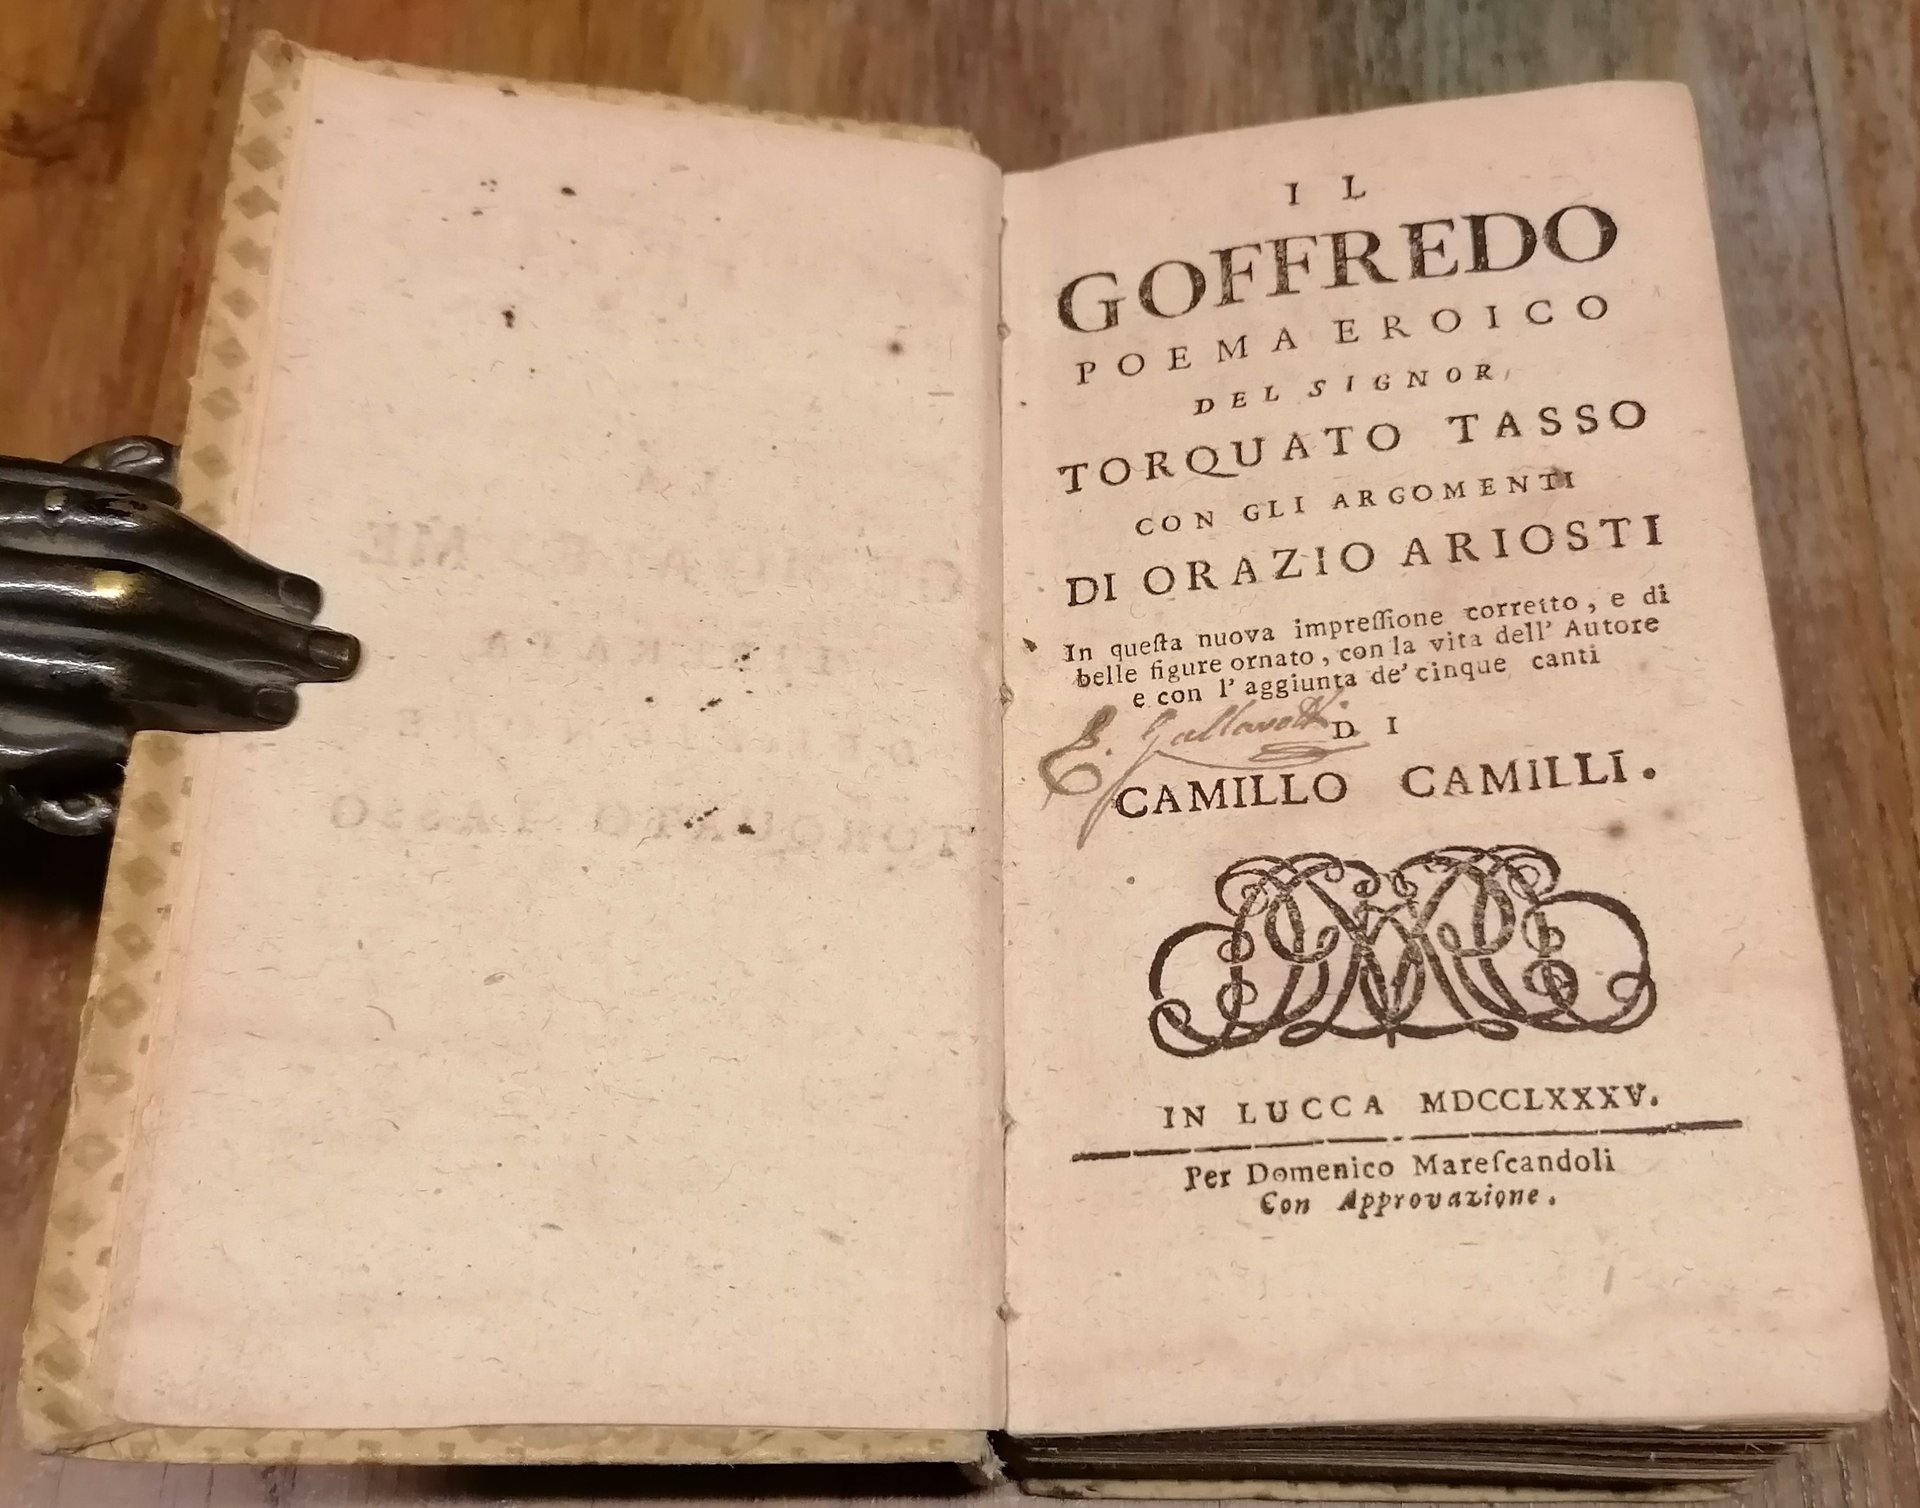 IL
GOFFREDO
POEMA EROICO
DEL SIGNOR
TORQUATO TASSO
CON GLI ARGOMENTI
DI ORAZIO ARIOSTI
In queſta nuova impreſſione corretto, e di
belle figure ornato, con la vita dell' Autore
e con l' aggiunta de' cinque canti
DI
CAMILLO CAMILLI.
IN LUCCA MDCCLXXXV.
Per Domenico Mareſcandoli
Con Approvazione.